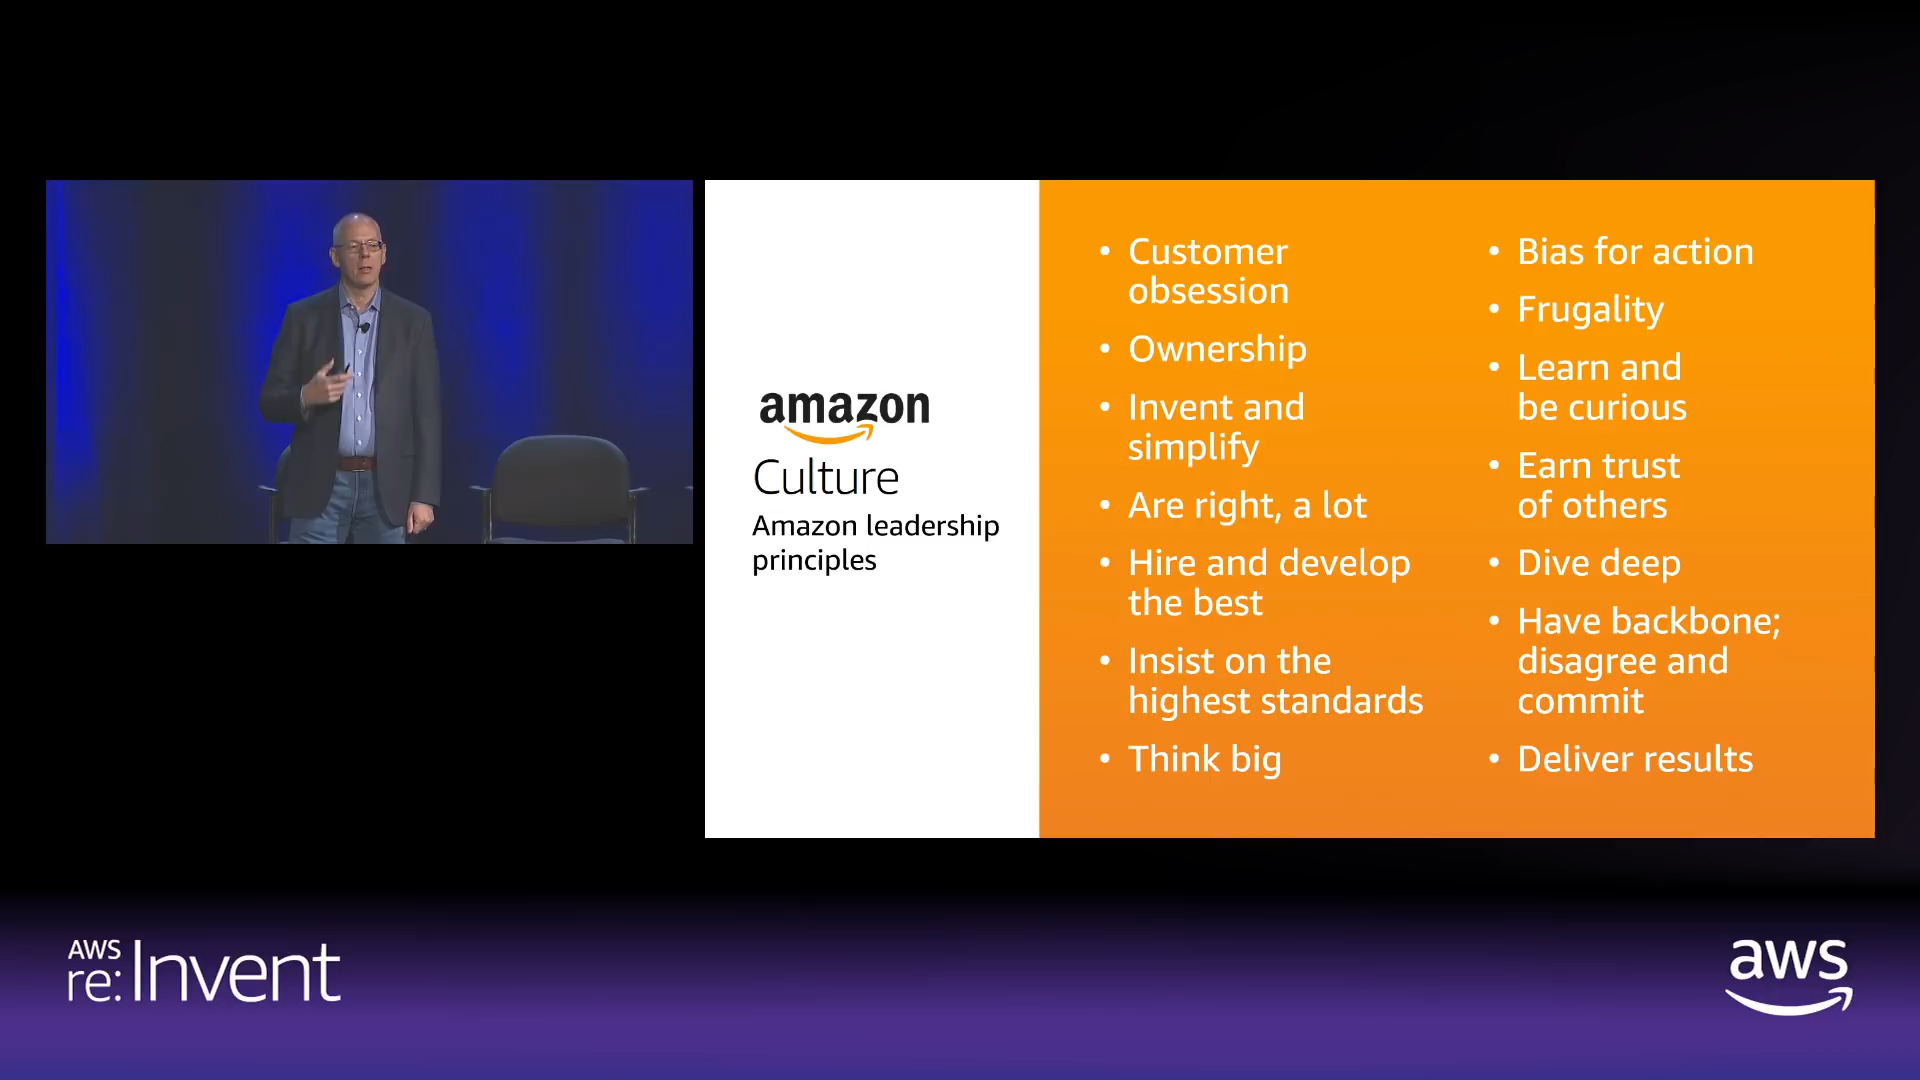 amazon
Culture
Amazon leadership
principles
• Customer
obsession
• Ownership
• Invent and
simplify
• Are right, a lot
• Hire and develop
the best
• Insist on the
highest standards
• Think big
• Bias for action
• Frugality
• Learn and
be curious
• Earn trust
of others
• Dive deep
• Have backbone;
disagree and
commit
• Deliver results
AWS
re:Invent
aws